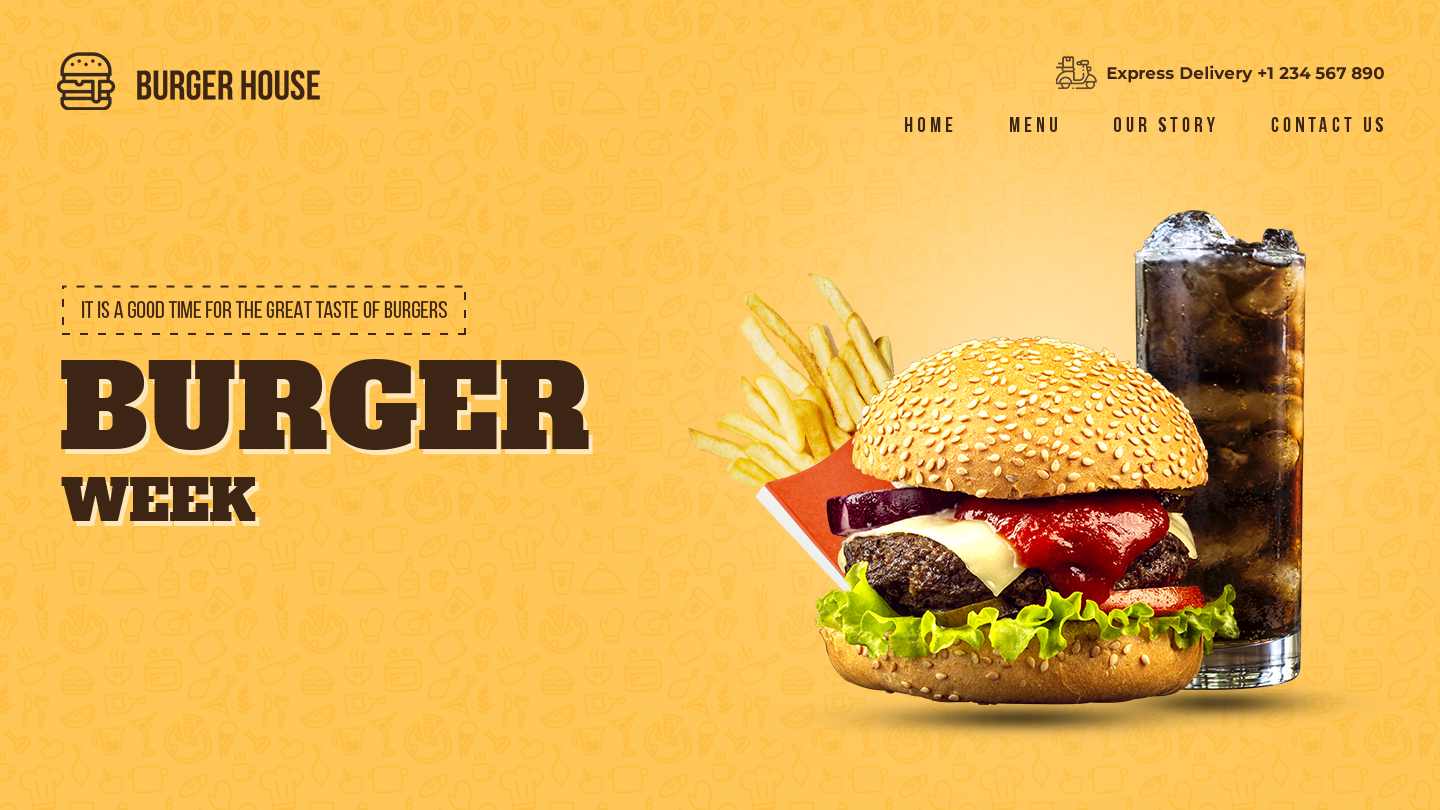 BURGER HOUSE
Express Delivery +1 234 567 890
HOME MENU OUR STORY CONTACT US
IT IS A GOOD TIME FOR THE GREAT TASTE OF BURGERS
BURGER
WEEK